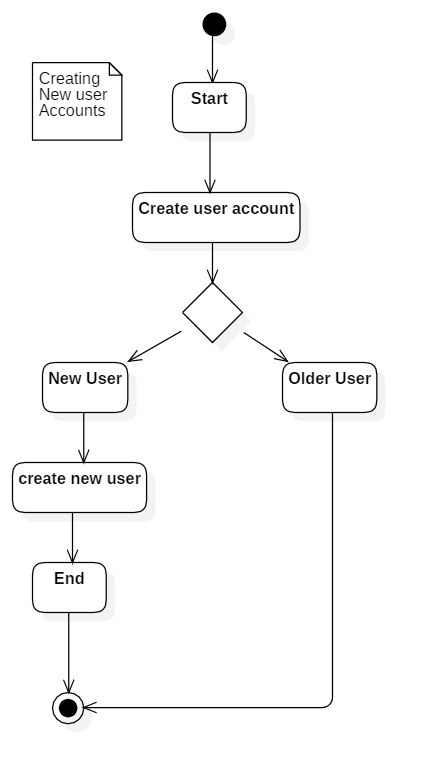 Creating
New user
Accounts
Start
Create user account
New User
Older User
create new user
End